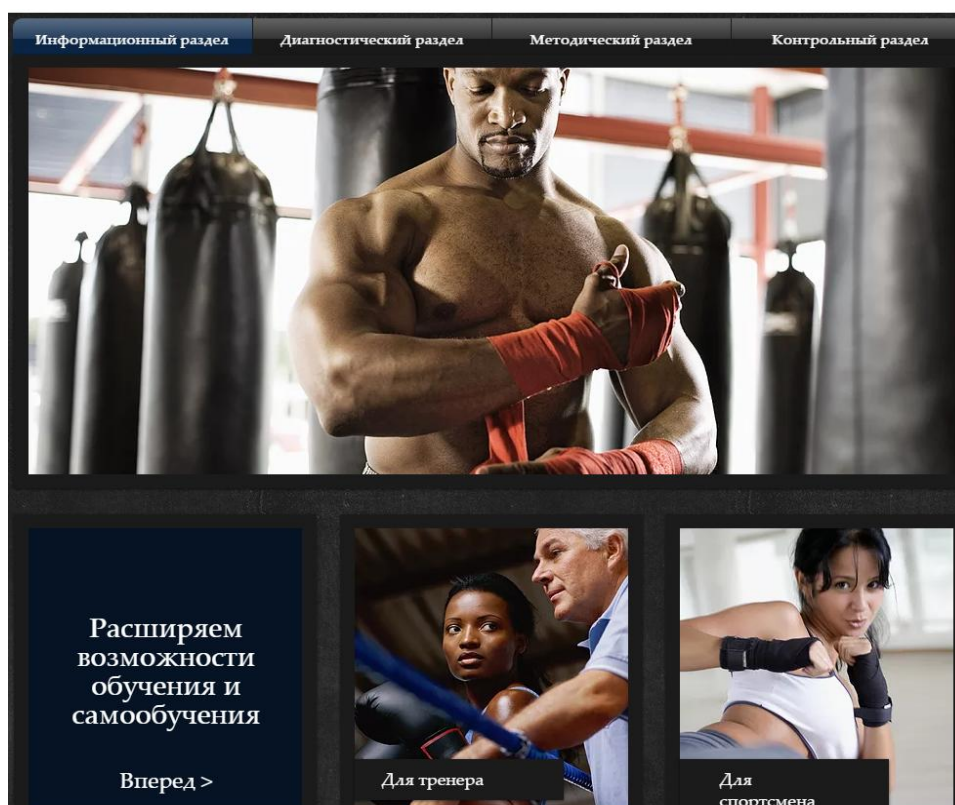 Информационный раздел
Диагностический раздел
Методический раздел
Контрольный раздел
Расширяем
возможности
обучения и
самообучения
Вперед >
Для тренера
Для
спортсмена